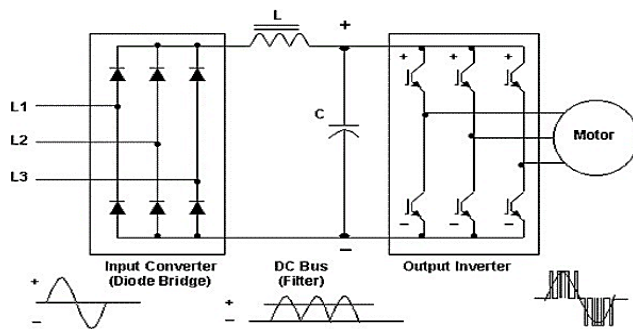 L
+
+ + +
L1
C
Motor
L2
L3
− − −
−
Input Converter
(Diode Bridge)
DC Bus
(Filter)
Output Inverter
+
−
+
−